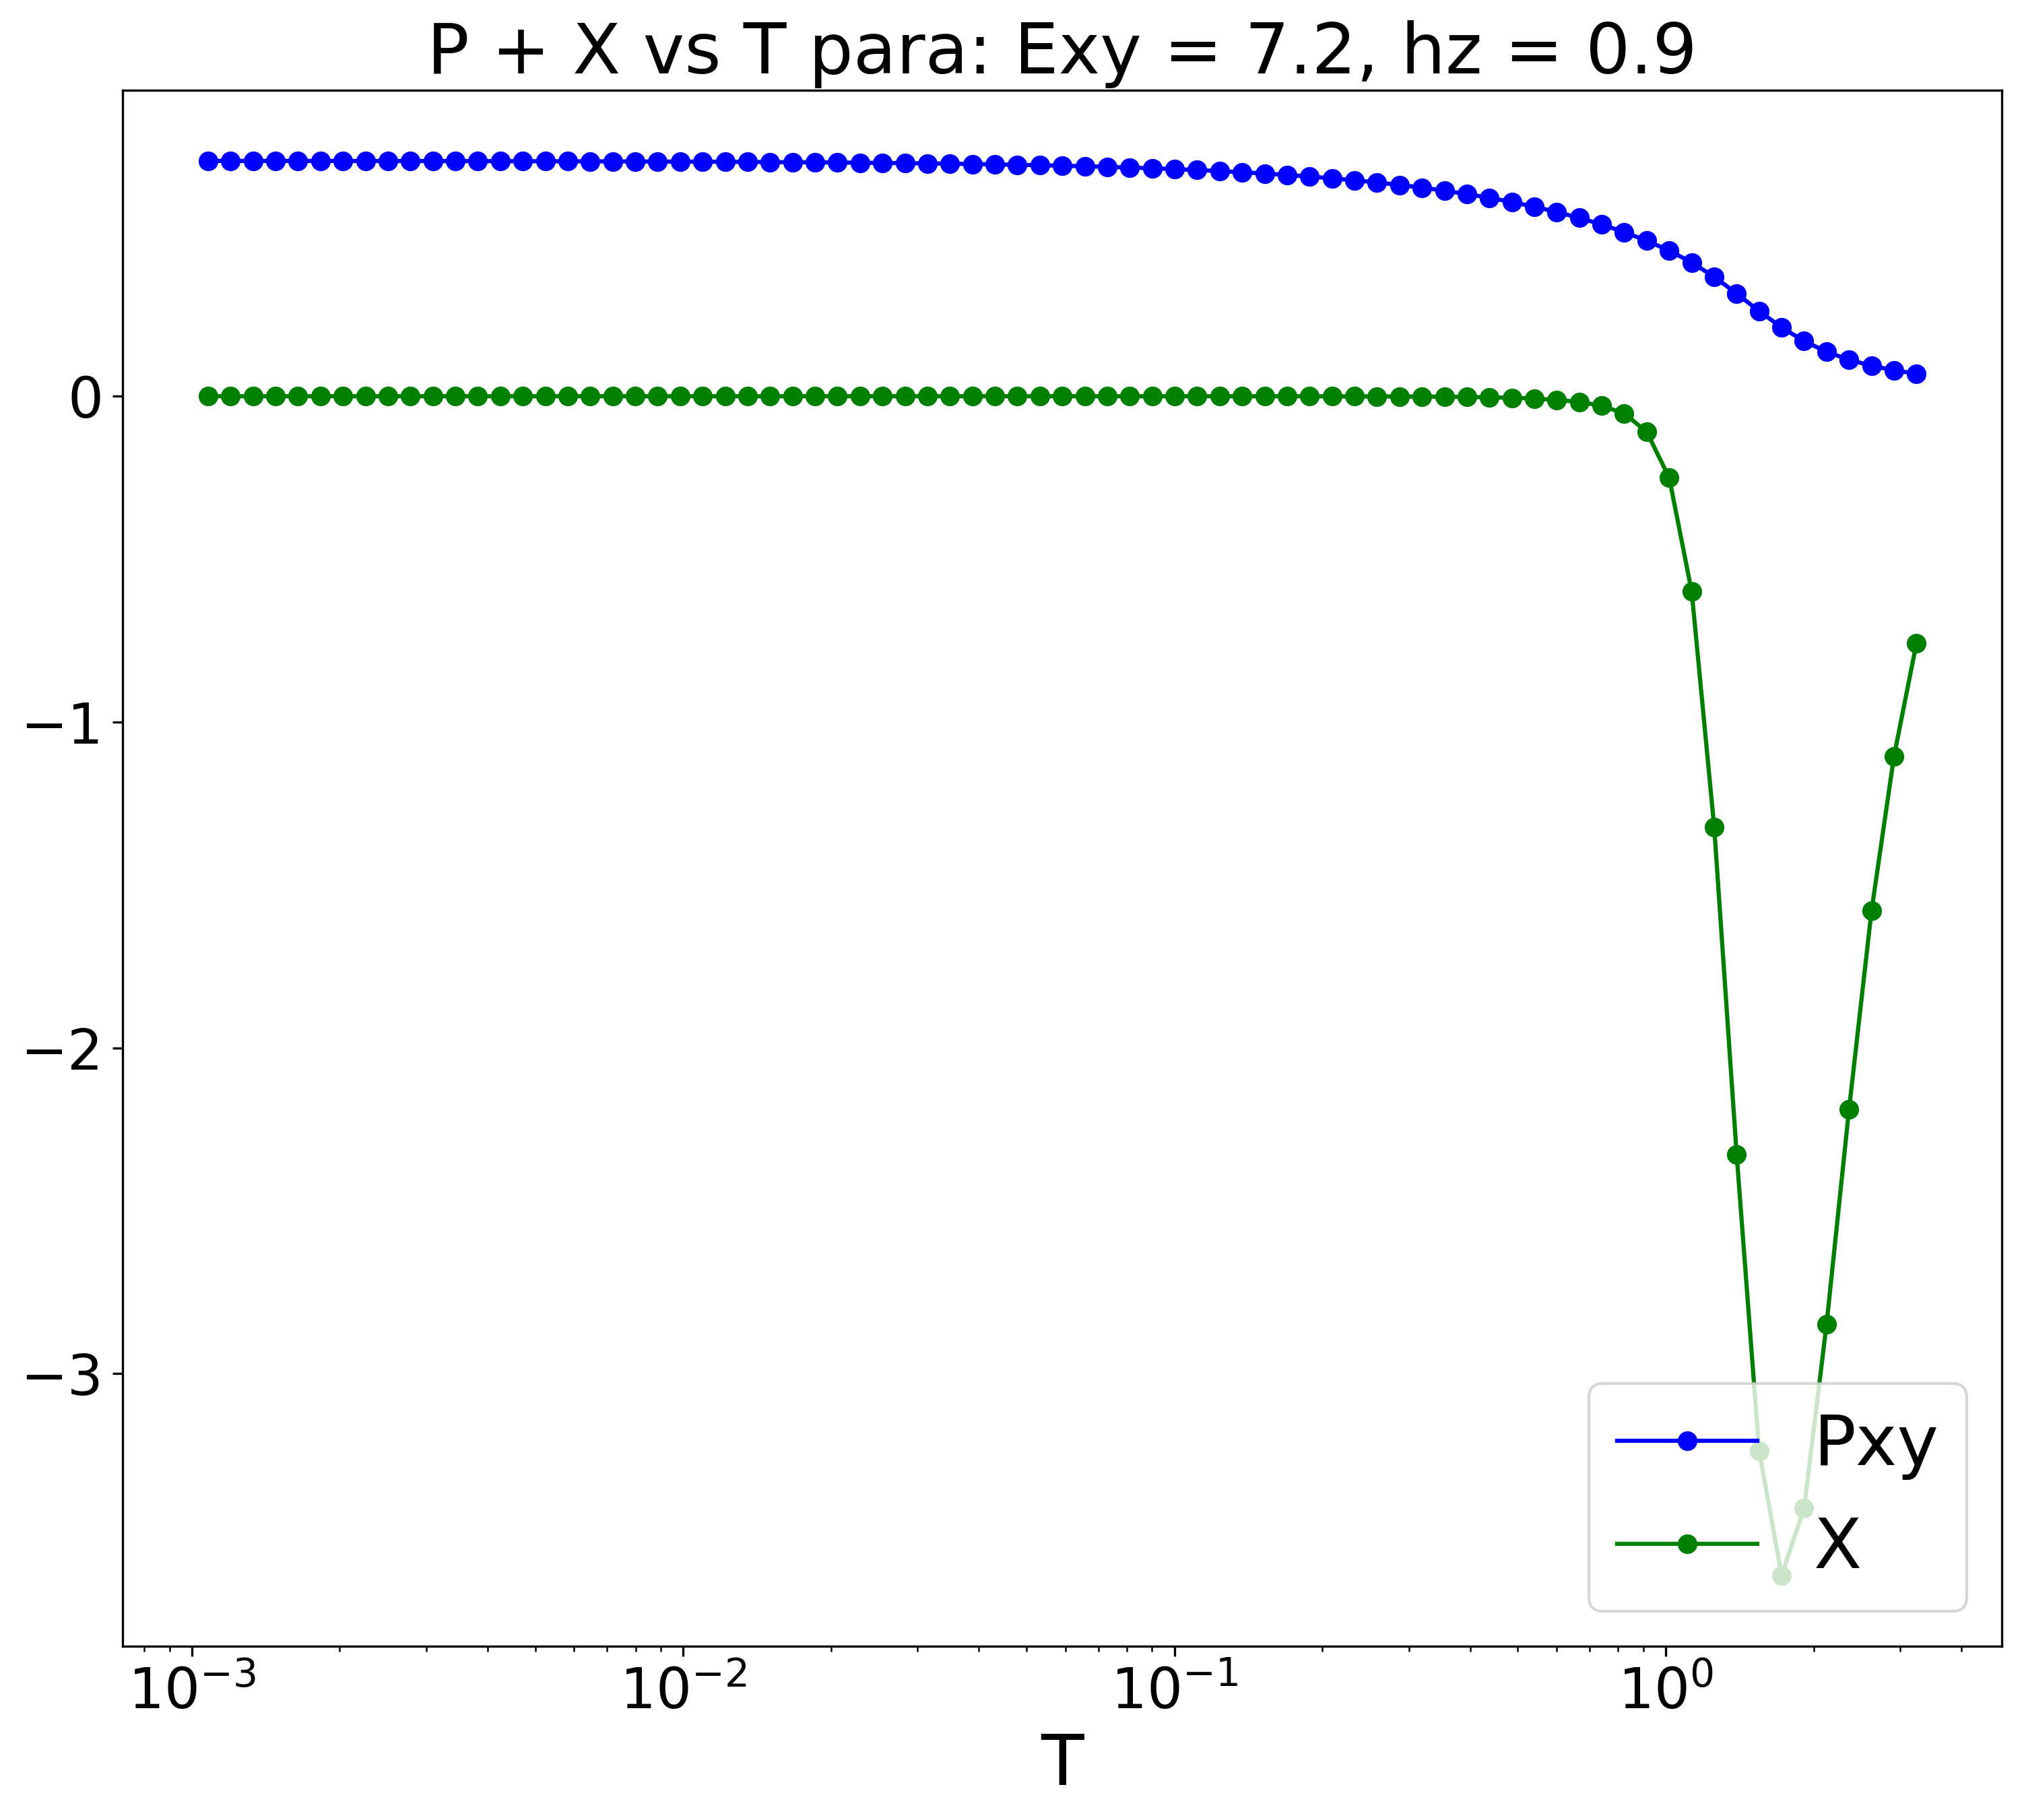 P + X vs T para: Exy = 7.2, hz = 0.9
0
−1
−2
−3
Pxy
X
10⁻³ 10⁻² 10⁻¹ 10⁰
T